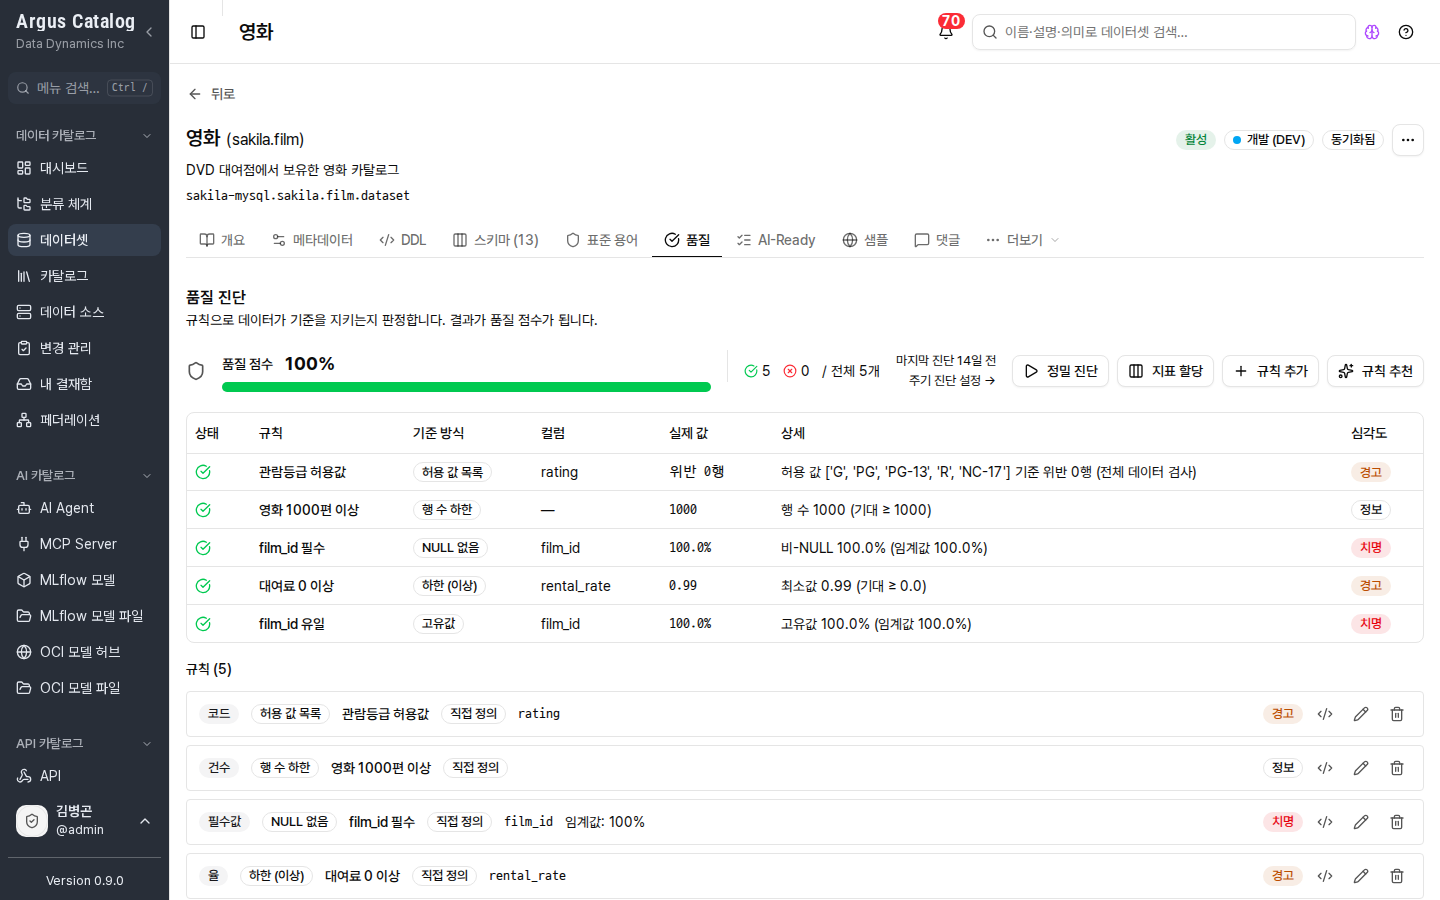 Argus Catalog
Data Dynamics Inc
메뉴 검색... Ctrl /
데이터 카탈로그
대시보드
분류 체계
데이터셋
카탈로그
데이터 소스
변경 관리
내 결재함
페더레이션
AI 카탈로그
AI Agent
MCP Server
MLflow 모델
MLflow 모델 파일
OCI 모델 허브
OCI 모델 파일
API 카탈로그
API
김병곤
@admin
Version 0.9.0
영화
70
이름·설명·의미로 데이터셋 검색...
뒤로
영화 (sakila.film)
활성 개발 (DEV) 동기화됨
DVD 대여점에서 보유한 영화 카탈로그
sakila-mysql.sakila.film.dataset
개요 메타데이터 DDL 스키마 (13) 표준 용어 품질 AI-Ready 샘플 댓글 더보기
품질 진단
규칙으로 데이터가 기준을 지키는지 판정합니다. 결과가 품질 점수가 됩니다.
품질 점수 100%
5 0 / 전체 5개
마지막 진단 14일 전
주기 진단 설정 →
정밀 진단 지표 할당 규칙 추가 규칙 추천
상태 규칙 기준 방식 컬럼 실제 값 상세 심각도
관람등급 허용값 허용 값 목록 rating 위반 0행 허용 값 ['G', 'PG', 'PG-13', 'R', 'NC-17'] 기준 위반 0행 (전체 데이터 검사) 경고
영화 1000편 이상 행 수 하한 — 1000 행 수 1000 (기대 ≥ 1000) 정보
film_id 필수 NULL 없음 film_id 100.0% 비-NULL 100.0% (임계값 100.0%) 치명
대여료 0 이상 하한 (이상) rental_rate 0.99 최소값 0.99 (기대 ≥ 0.0) 경고
film_id 유일 고유값 film_id 100.0% 고유값 100.0% (임계값 100.0%) 치명
규칙 (5)
코드 허용 값 목록 관람등급 허용값 직접 정의 rating 경고
건수 행 수 하한 영화 1000편 이상 직접 정의 정보
필수값 NULL 없음 film_id 필수 직접 정의 film_id 임계값: 100% 치명
율 하한 (이상) 대여료 0 이상 직접 정의 rental_rate 경고